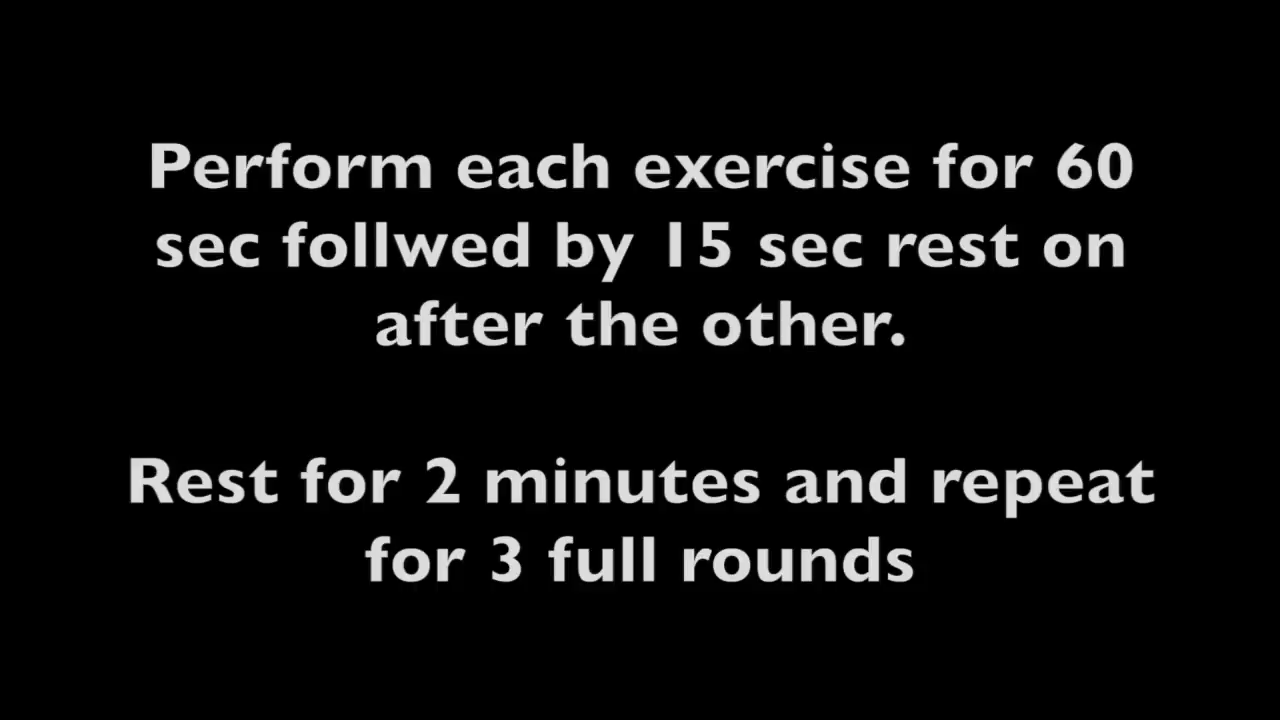 Perform each exercise for 60
sec follwed by 15 sec rest on
after the other.
Rest for 2 minutes and repeat
for 3 full rounds